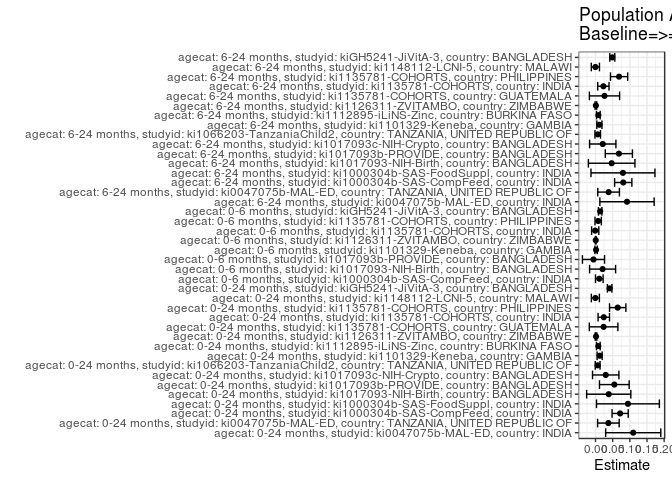 Population A
Baseline=>=
agecat: 6-24 months, studyid: kiGH5241-JiVitA-3, country: BANGLADESH
agecat: 6-24 months, studyid: ki1148112-LCNI-5, country: MALAWI
agecat: 6-24 months, studyid: ki1135781-COHORTS, country: PHILIPPINES
agecat: 6-24 months, studyid: ki1135781-COHORTS, country: INDIA
agecat: 6-24 months, studyid: ki1135781-COHORTS, country: GUATEMALA
agecat: 6-24 months, studyid: ki1126311-ZVITAMBO, country: ZIMBABWE
agecat: 6-24 months, studyid: ki1112895-iLiNS-Zinc, country: BURKINA FASO
agecat: 6-24 months, studyid: ki1101329-Keneba, country: GAMBIA
agecat: 6-24 months, studyid: ki1066203-TanzaniaChild2, country: TANZANIA, UNITED REPUBLIC OF
agecat: 6-24 months, studyid: ki1017093c-NIH-Crypto, country: BANGLADESH
agecat: 6-24 months, studyid: ki1017093b-PROVIDE, country: BANGLADESH
agecat: 6-24 months, studyid: ki1017093-NIH-Birth, country: BANGLADESH
agecat: 6-24 months, studyid: ki1000304b-SAS-FoodSuppl, country: INDIA
agecat: 6-24 months, studyid: ki1000304b-SAS-CompFeed, country: INDIA
agecat: 6-24 months, studyid: ki0047075b-MAL-ED, country: TANZANIA, UNITED REPUBLIC OF
agecat: 6-24 months, studyid: ki0047075b-MAL-ED, country: INDIA
agecat: 0-6 months, studyid: kiGH5241-JiVitA-3, country: BANGLADESH
agecat: 0-6 months, studyid: ki1135781-COHORTS, country: PHILIPPINES
agecat: 0-6 months, studyid: ki1135781-COHORTS, country: INDIA
agecat: 0-6 months, studyid: ki1126311-ZVITAMBO, country: ZIMBABWE
agecat: 0-6 months, studyid: ki1101329-Keneba, country: GAMBIA
agecat: 0-6 months, studyid: ki1017093b-PROVIDE, country: BANGLADESH
agecat: 0-6 months, studyid: ki1017093-NIH-Birth, country: BANGLADESH
agecat: 0-6 months, studyid: ki1000304b-SAS-CompFeed, country: INDIA
agecat: 0-24 months, studyid: kiGH5241-JiVitA-3, country: BANGLADESH
agecat: 0-24 months, studyid: ki1148112-LCNI-5, country: MALAWI
agecat: 0-24 months, studyid: ki1135781-COHORTS, country: PHILIPPINES
agecat: 0-24 months, studyid: ki1135781-COHORTS, country: INDIA
agecat: 0-24 months, studyid: ki1135781-COHORTS, country: GUATEMALA
agecat: 0-24 months, studyid: ki1126311-ZVITAMBO, country: ZIMBABWE
agecat: 0-24 months, studyid: ki1112895-iLiNS-Zinc, country: BURKINA FASO
agecat: 0-24 months, studyid: ki1101329-Keneba, country: GAMBIA
agecat: 0-24 months, studyid: ki1066203-TanzaniaChild2, country: TANZANIA, UNITED REPUBLIC OF
agecat: 0-24 months, studyid: ki1017093c-NIH-Crypto, country: BANGLADESH
agecat: 0-24 months, studyid: ki1017093b-PROVIDE, country: BANGLADESH
agecat: 0-24 months, studyid: ki1017093-NIH-Birth, country: BANGLADESH
agecat: 0-24 months, studyid: ki1000304b-SAS-FoodSuppl, country: INDIA
agecat: 0-24 months, studyid: ki1000304b-SAS-CompFeed, country: INDIA
agecat: 0-24 months, studyid: ki0047075b-MAL-ED, country: TANZANIA, UNITED REPUBLIC OF
agecat: 0-24 months, studyid: ki0047075b-MAL-ED, country: INDIA
0.00 0.05 0.10 0.15 0.20
Estimate